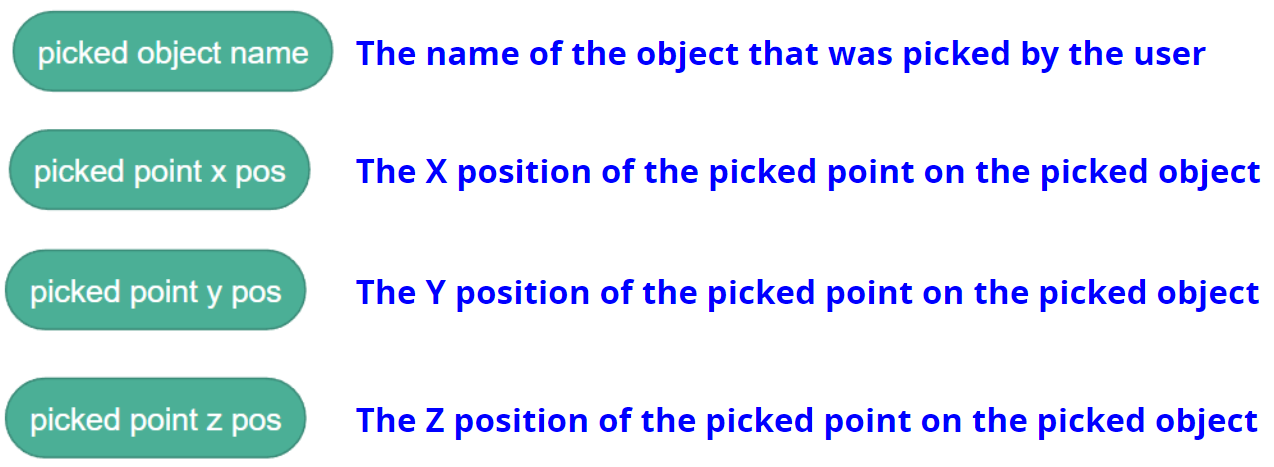 picked object name The name of the object that was picked by the user
picked point x pos The X position of the picked point on the picked object
picked point y pos The Y position of the picked point on the picked object
picked point z pos The Z position of the picked point on the picked object